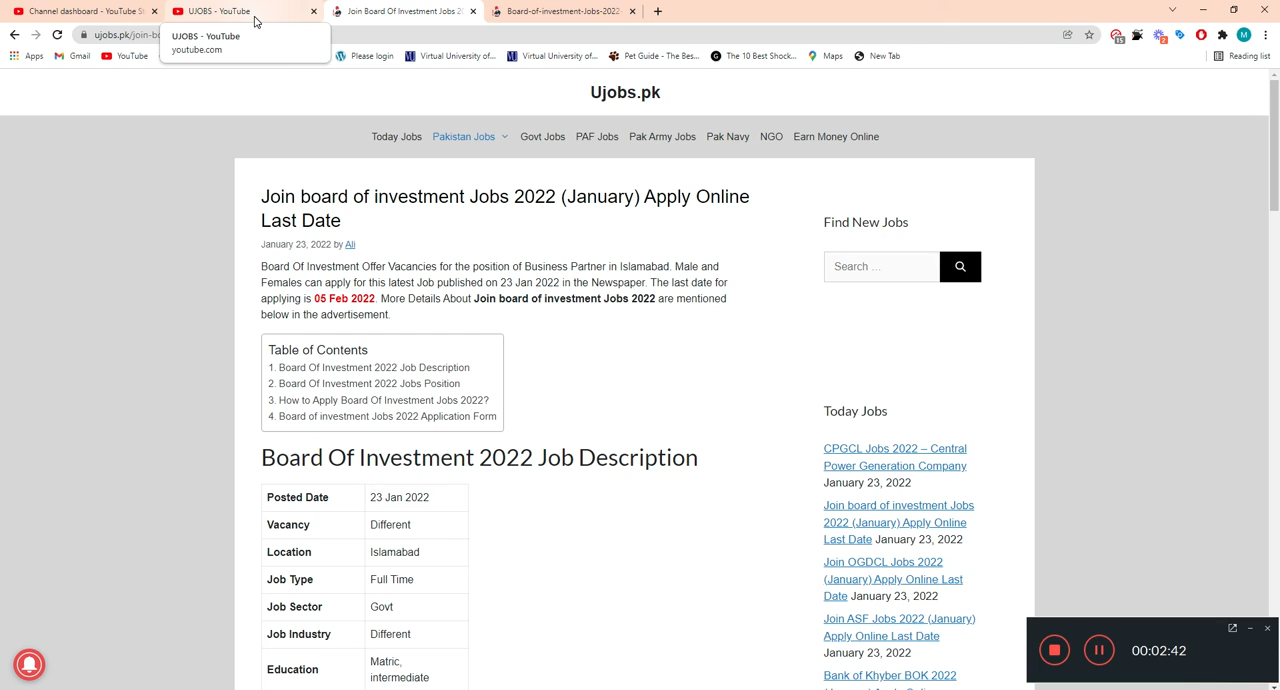 Channel dashboard - YouTube St
UJOBS - YouTube
Join Board Of Investment Jobs 20
Board-of-investment-Jobs-2022-
ujobs.pk/join-bo
UJOBS - YouTube
youtube.com
Apps
Gmail
YouTube
Please login
Virtual University of...
Virtual University of...
Pet Guide - The Bes...
The 10 Best Shock...
Maps
New Tab
Reading list
Ujobs.pk
Today Jobs
Pakistan Jobs
Govt Jobs
PAF Jobs
Pak Army Jobs
Pak Navy
NGO
Earn Money Online
Join board of investment Jobs 2022 (January) Apply Online
Last Date
January 23, 2022 by Ali
Board Of Investment Offer Vacancies for the position of Business Partner in Islamabad. Male and
Females can apply for this latest Job published on 23 Jan 2022 in the Newspaper. The last date for
applying is 05 Feb 2022. More Details About Join board of investment Jobs 2022 are mentioned
below in the advertisement.
Table of Contents
1. Board Of Investment 2022 Job Description
2. Board Of Investment 2022 Jobs Position
3. How to Apply Board Of Investment Jobs 2022?
4. Board of investment Jobs 2022 Application Form
Board Of Investment 2022 Job Description
Posted Date 23 Jan 2022
Vacancy Different
Location Islamabad
Job Type Full Time
Job Sector Govt
Job Industry Different
Education Matric,
intermediate
Find New Jobs
Search ...
Today Jobs
CPGCL Jobs 2022 – Central
Power Generation Company
January 23, 2022
Join board of investment Jobs
2022 (January) Apply Online
Last Date January 23, 2022
Join OGDCL Jobs 2022
(January) Apply Online Last
Date January 23, 2022
Join ASF Jobs 2022 (January)
Apply Online Last Date
January 23, 2022
Bank of Khyber BOK 2022
00:02:42